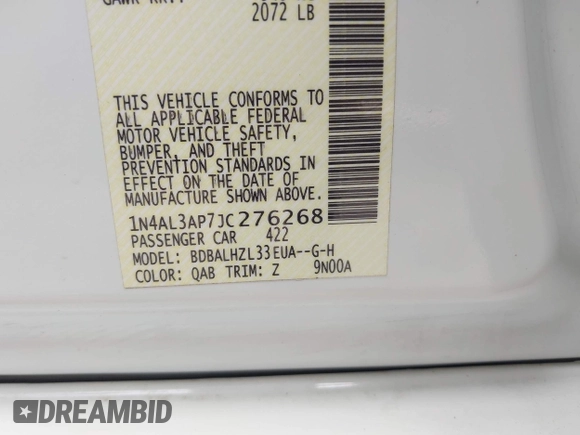 2072 LB
THIS VEHICLE CONFORMS TO
ALL APPLICABLE FEDERAL
MOTOR VEHICLE SAFETY,
BUMPER, AND THEFT
PREVENTION STANDARDS IN
EFFECT ON THE DATE OF
MANUFACTURE SHOWN ABOVE.
1N4AL3AP7JC276268
PASSENGER CAR 422
MODEL: BDBALHZL33EUA--G-H
COLOR: QAB TRIM: Z 9N00A
DREAMBID